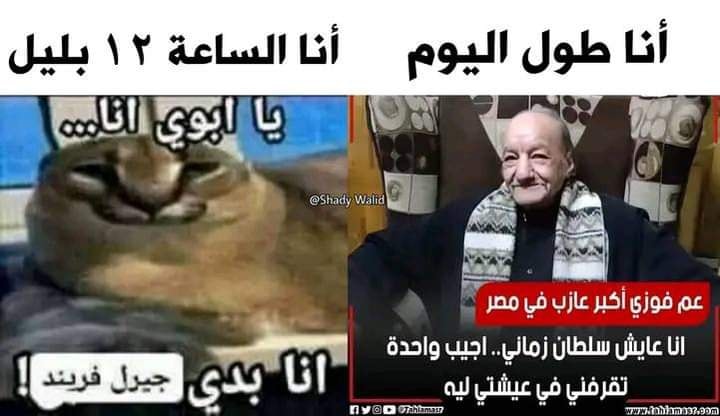 أنا طول اليوم
أنا الساعة ١٢ بليل
عم فوزي أكبر عازب في مصر
انا عايش سلطان زماني.. اجيب واحدة
تقرفني في عيشتي ليه
Tahiamasr
www.tahiamasr.com
@Shady Walid
يا ابوي انا...
انا بدي جيرل فريند!